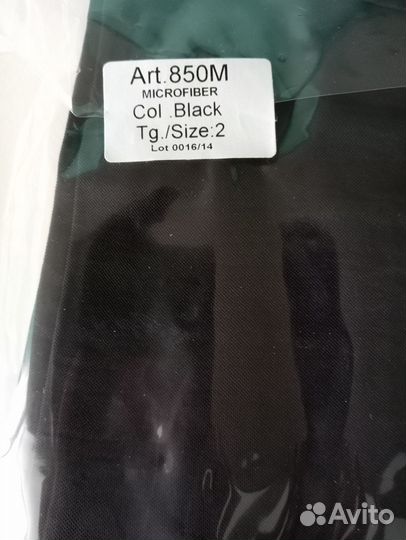 Art.850M
MICROFIBER
Col .Black
Tg./Size:2
Lot 0016/14
Avito